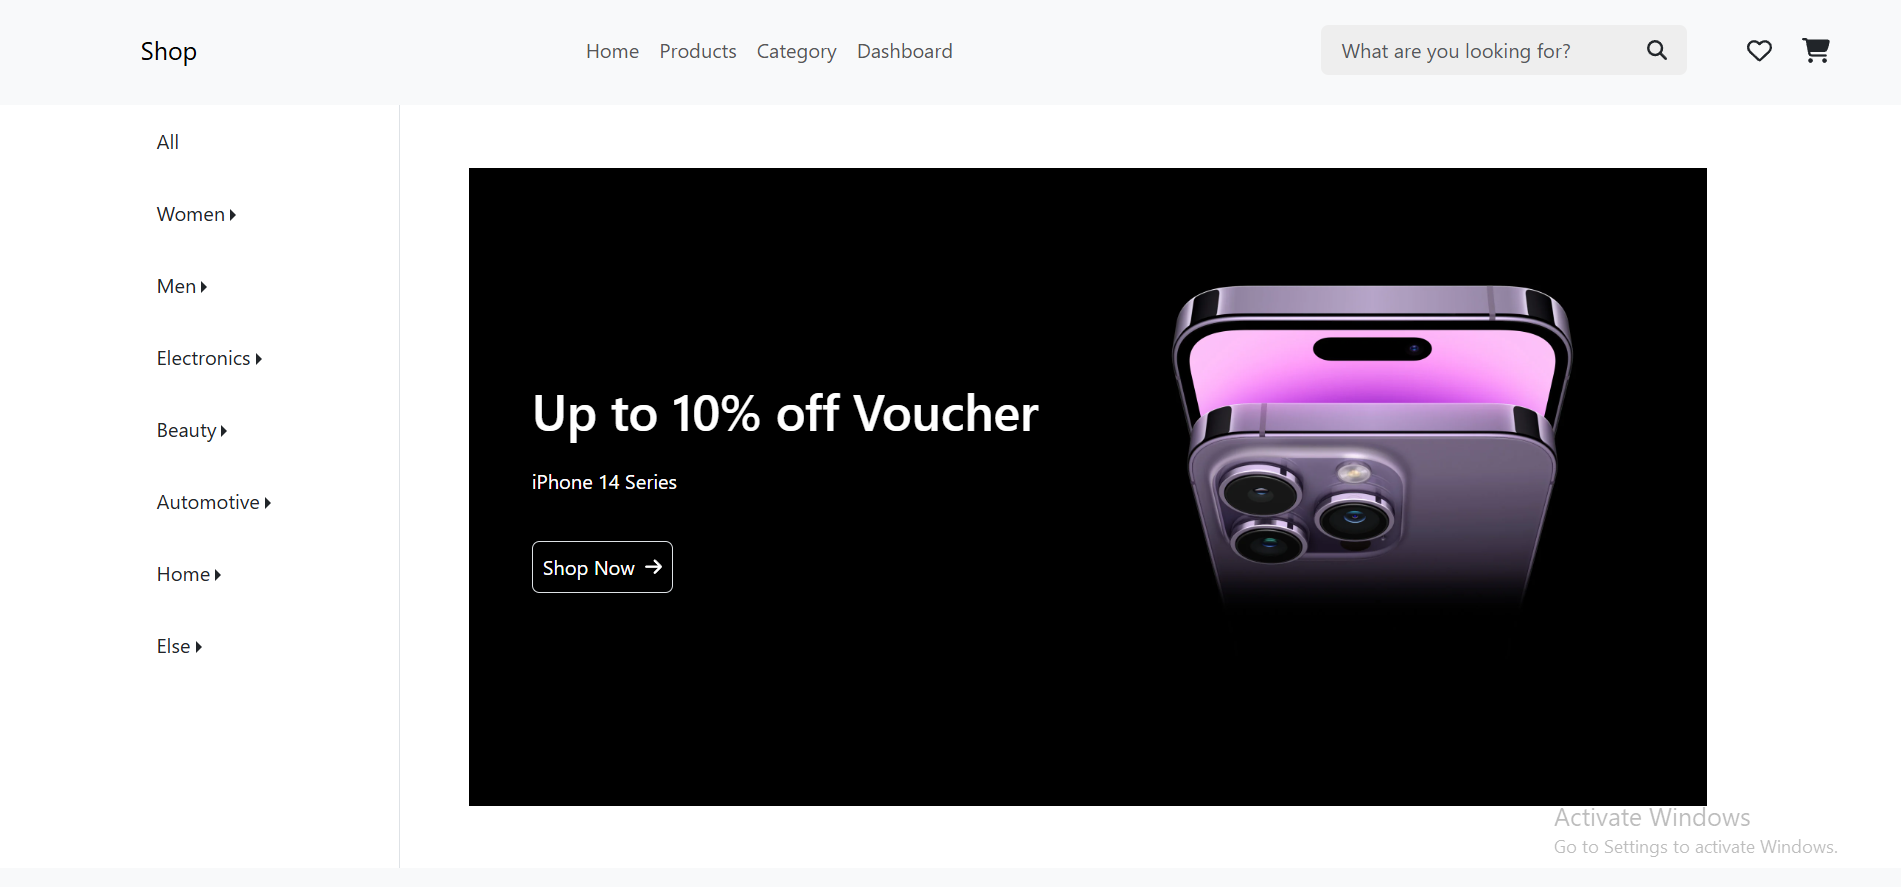 Shop
Home Products Category Dashboard
What are you looking for?
All
Women
Men
Electronics
Beauty
Automotive
Home
Else
Up to 10% off Voucher
iPhone 14 Series
Shop Now
Activate Windows
Go to Settings to activate Windows.